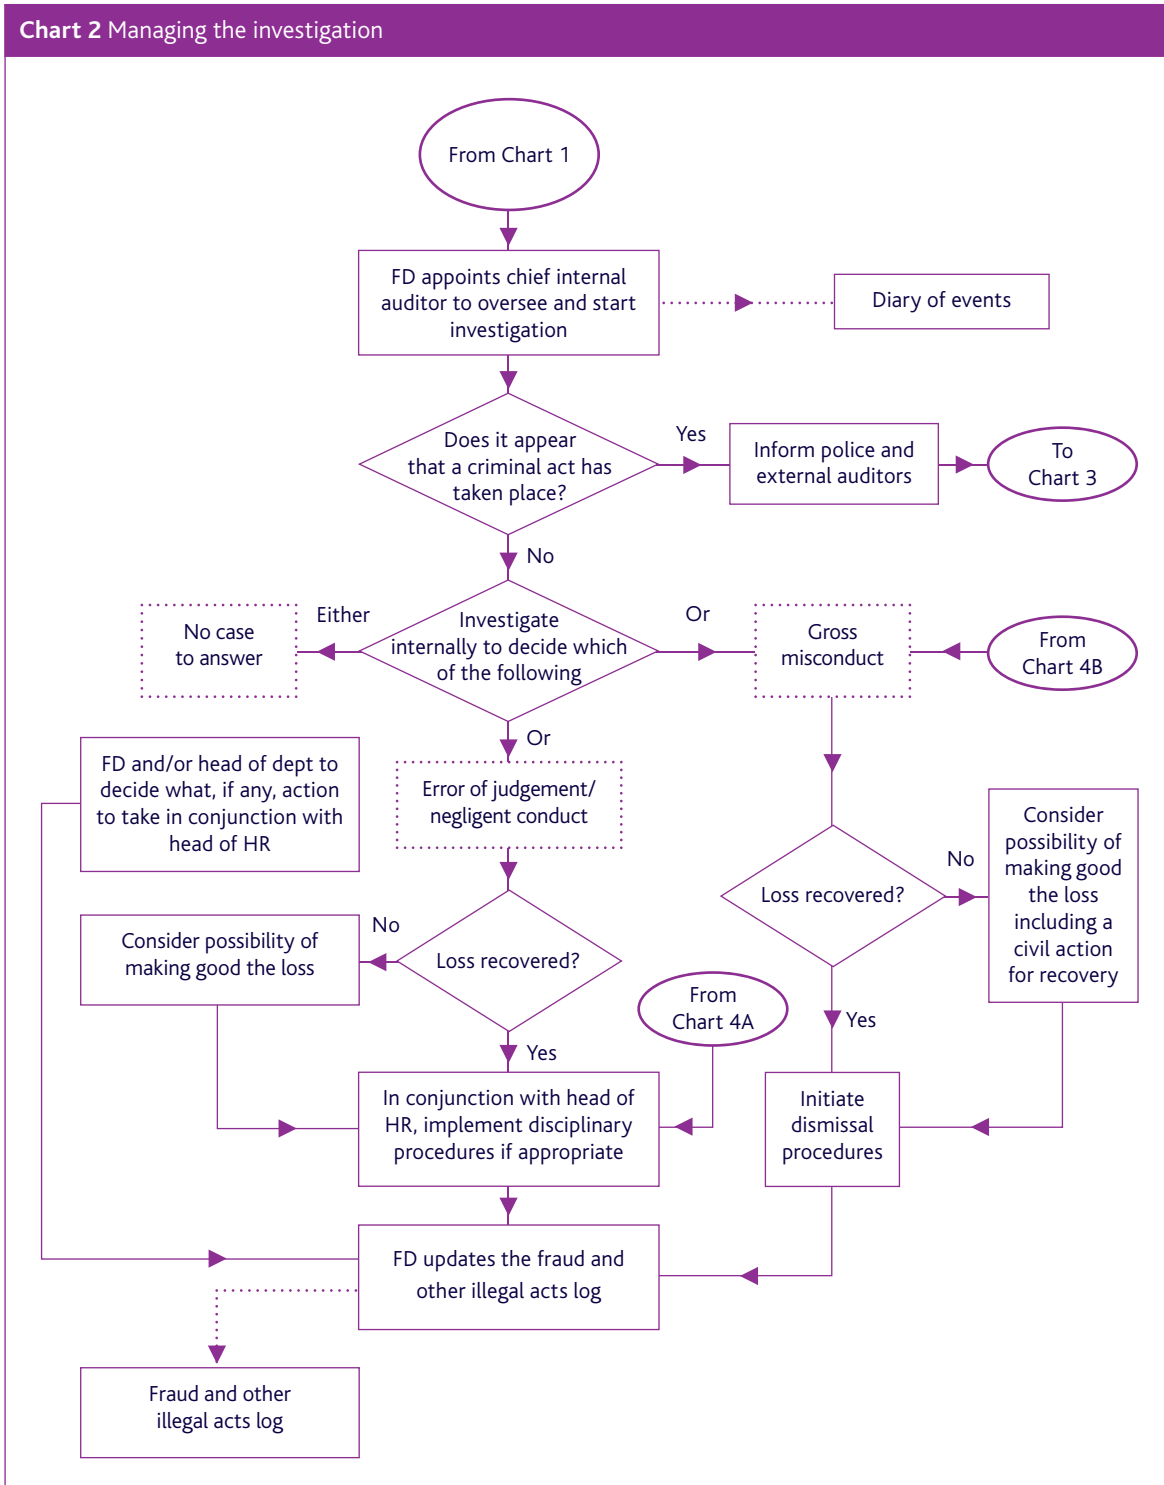 Chart 2 Managing the investigation
From Chart 1
FD appoints chief internal
auditor to oversee and start
investigation
Diary of events
Does it appear
that a criminal act has
taken place?
Yes
Inform police and
external auditors
To
Chart 3
No
Investigate
internally to decide which
of the following
Either
No case
to answer
Or
Gross
misconduct
From
Chart 4B
Or
Error of judgement/
negligent conduct
FD and/or head of dept to
decide what, if any, action
to take in conjunction with
head of HR
Loss recovered?
No
Consider
possibility of
making good
the loss
including a
civil action
for recovery
Loss recovered?
No
Consider possibility of
making good the loss
From
Chart 4A
Yes
Yes
In conjunction with head of
HR, implement disciplinary
procedures if appropriate
Initiate
dismissal
procedures
FD updates the fraud and
other illegal acts log
Fraud and other
illegal acts log